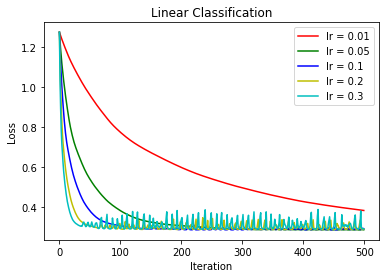 Linear Classification
Loss
1.2
1.0
0.8
0.6
0.4
lr = 0.01
lr = 0.05
lr = 0.1
lr = 0.2
lr = 0.3
0 100 200 300 400 500
Iteration